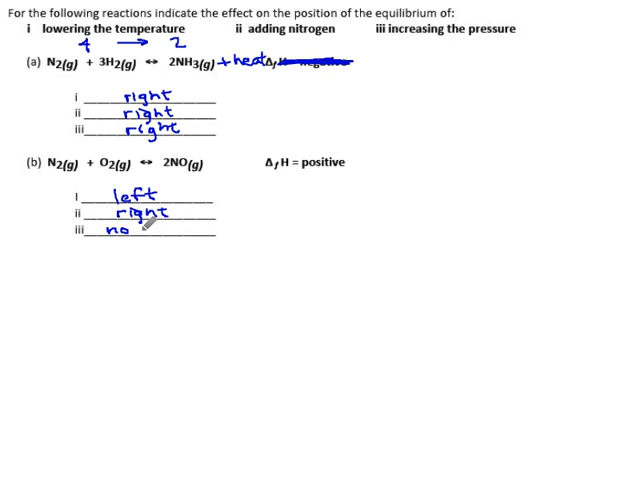 For the following reactions indicate the effect on the position of the equilibrium of:
i lowering the temperature ii adding nitrogen iii increasing the pressure
4 → 2
(a) N2(g) + 3H2(g) ↔ 2NH3(g) + heat
i right
ii right
iii right
(b) N2(g) + O2(g) ↔ 2NO(g) ΔrH = positive
I left
ii right
iii no